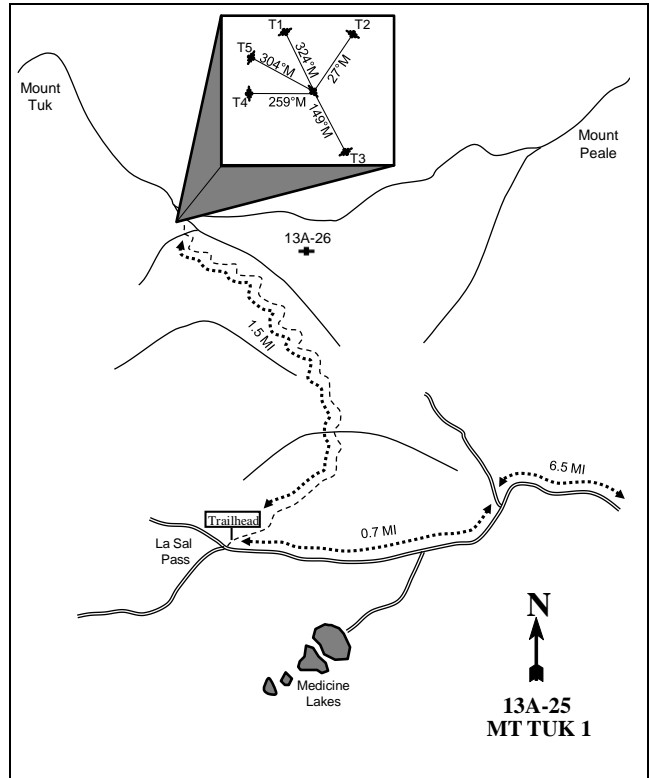 T1
T2
T5
324°M
304°M
27°M
T4
259°M
149°M
T3
Mount
Tuk
Mount
Peale
13A-26
1.5 MI
6.5 MI
Trailhead
0.7 MI
La Sal
Pass
N
Medicine
Lakes
13A-25
MT TUK 1